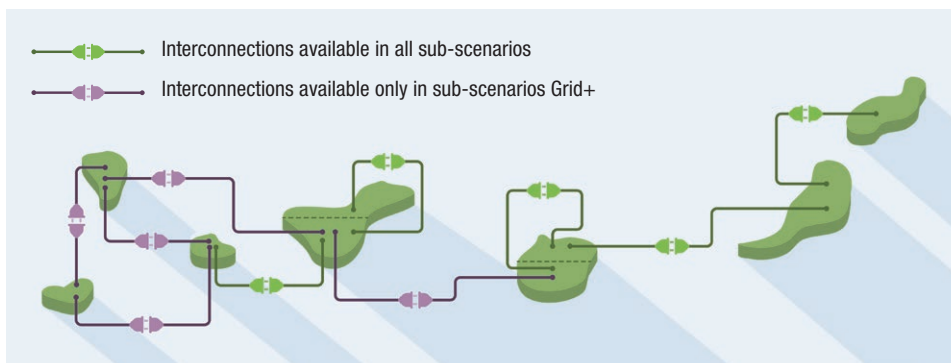 Interconnections available in all sub-scenarios
Interconnections available only in sub-scenarios Grid+